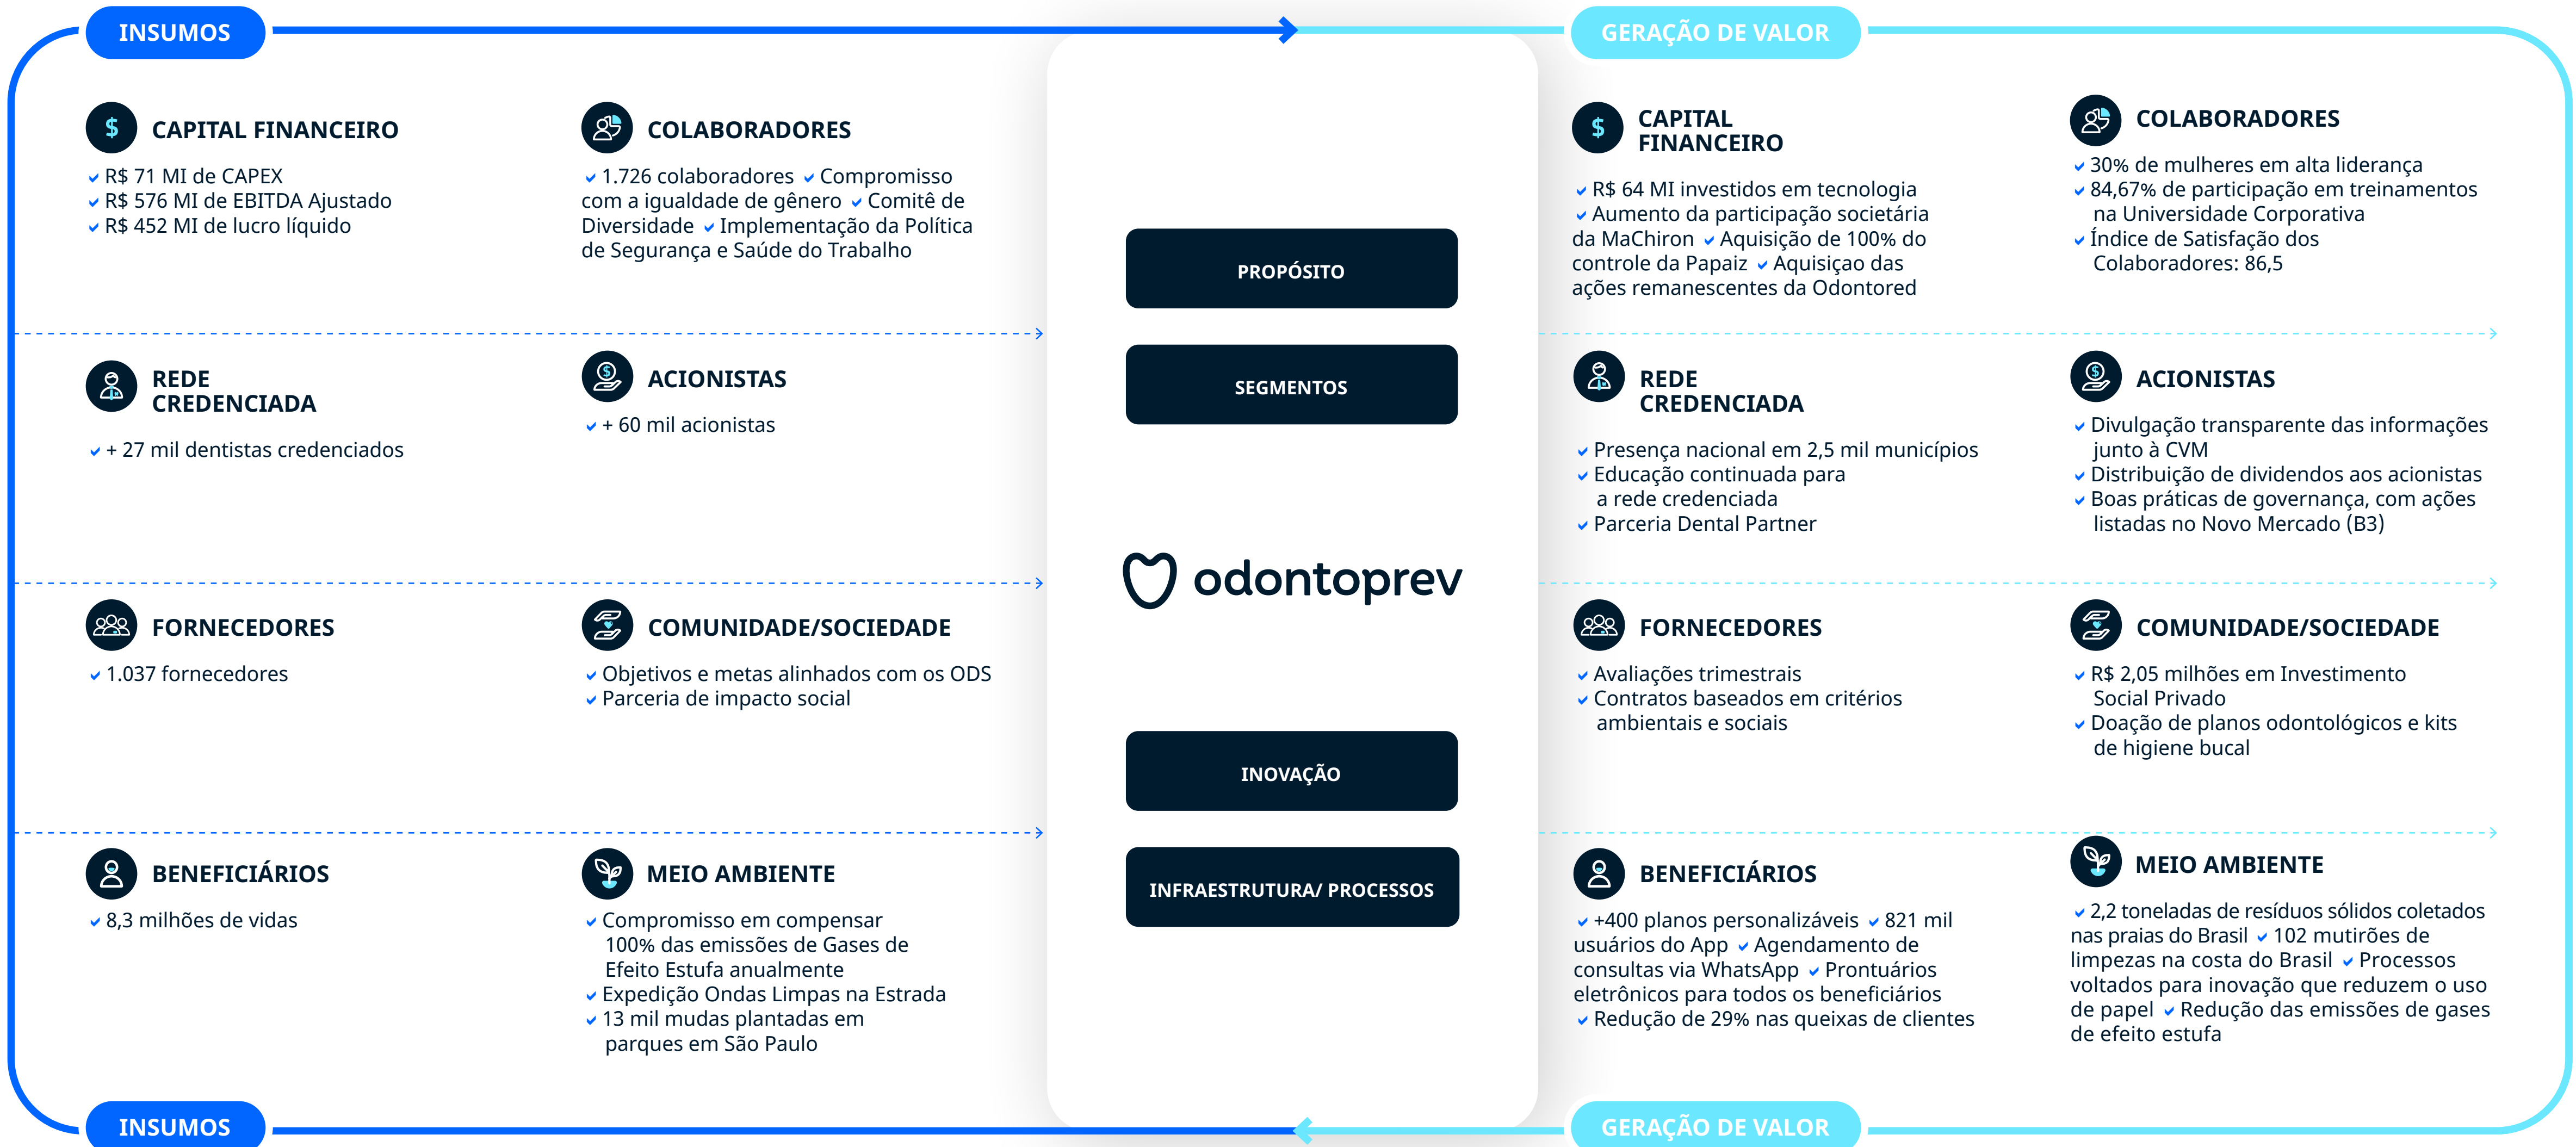 INSUMOS
GERAÇÃO DE VALOR
CAPITAL FINANCEIRO
R$ 71 MI de CAPEX
R$ 576 MI de EBITDA Ajustado
R$ 452 MI de lucro líquido
COLABORADORES
1.726 colaboradores Compromisso
com a igualdade de gênero Comitê de
Diversidade Implementação da Política
de Segurança e Saúde do Trabalho
REDE
CREDENCIADA
+ 27 mil dentistas credenciados
ACIONISTAS
+ 60 mil acionistas
FORNECEDORES
1.037 fornecedores
COMUNIDADE/SOCIEDADE
Objetivos e metas alinhados com os ODS
Parceria de impacto social
BENEFICIÁRIOS
8,3 milhões de vidas
MEIO AMBIENTE
Compromisso em compensar
100% das emissões de Gases de
Efeito Estufa anualmente
Expedição Ondas Limpas na Estrada
13 mil mudas plantadas em
parques em São Paulo
PROPÓSITO
SEGMENTOS
odontoprev
INOVAÇÃO
INFRAESTRUTURA/ PROCESSOS
CAPITAL
FINANCEIRO
R$ 64 MI investidos em tecnologia
Aumento da participação societária
da MaChiron Aquisição de 100% do
controle da Papaiz Aquisiçao das
ações remanescentes da Odontored
COLABORADORES
30% de mulheres em alta liderança
84,67% de participação em treinamentos
na Universidade Corporativa
Índice de Satisfação dos
Colaboradores: 86,5
REDE
CREDENCIADA
Presença nacional em 2,5 mil municípios
Educação continuada para
a rede credenciada
Parceria Dental Partner
ACIONISTAS
Divulgação transparente das informações
junto à CVM
Distribuição de dividendos aos acionistas
Boas práticas de governança, com ações
listadas no Novo Mercado (B3)
FORNECEDORES
Avaliações trimestrais
Contratos baseados em critérios
ambientais e sociais
COMUNIDADE/SOCIEDADE
R$ 2,05 milhões em Investimento
Social Privado
Doação de planos odontológicos e kits
de higiene bucal
BENEFICIÁRIOS
+400 planos personalizáveis 821 mil
usuários do App Agendamento de
consultas via WhatsApp Prontuários
eletrônicos para todos os beneficiários
Redução de 29% nas queixas de clientes
MEIO AMBIENTE
2,2 toneladas de resíduos sólidos coletados
nas praias do Brasil 102 mutirões de
limpezas na costa do Brasil Processos
voltados para inovação que reduzem o uso
de papel Redução das emissões de gases
de efeito estufa
INSUMOS
GERAÇÃO DE VALOR